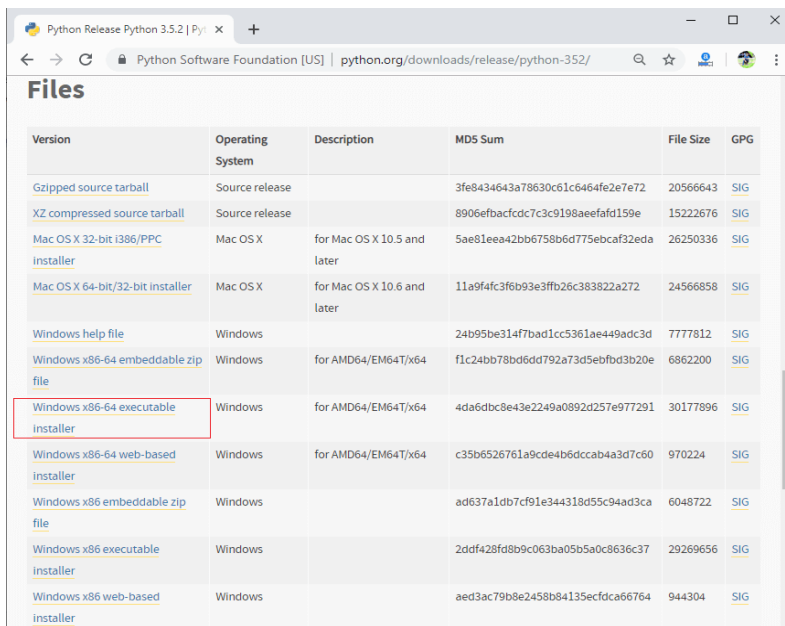 Python Release Python 3.5.2 | Pyt
Python Software Foundation [US] | python.org/downloads/release/python-352/
Files
Version Operating System Description MD5 Sum File Size GPG
Gzipped source tarball Source release 3fe8434643a78630c61c6464fe2e7e72 20566643 SIG
XZ compressed source tarball Source release 8906efbacfcdc7c3c9198aeefafd159e 15222676 SIG
Mac OS X 32-bit i386/PPC installer Mac OS X for Mac OS X 10.5 and later 5ae81eea42bb6758b6d775ebcaf32eda 26250336 SIG
Mac OS X 64-bit/32-bit installer Mac OS X for Mac OS X 10.6 and later 11a9f4fc3f6b93e3ffb26c383822a272 24566858 SIG
Windows help file Windows 24b95be314f7bad1cc5361ae449adc3d 7777812 SIG
Windows x86-64 embeddable zip file Windows for AMD64/EM64T/x64 f1c24bb78bd6dd792a73d5ebfbd3b20e 6862200 SIG
Windows x86-64 executable installer Windows for AMD64/EM64T/x64 4da6dbc8e43e2249a0892d257e977291 30177896 SIG
Windows x86-64 web-based installer Windows for AMD64/EM64T/x64 c35b6526761a9cde4b6dccab4a3d7c60 970224 SIG
Windows x86 embeddable zip file Windows ad637a1db7cf91e344318d55c94ad3ca 6048722 SIG
Windows x86 executable installer Windows 2ddf428fd8b9c063ba05b5a0c8636c37 29269656 SIG
Windows x86 web-based installer Windows aed3ac79b8e2458b84135ecfdca66764 944304 SIG